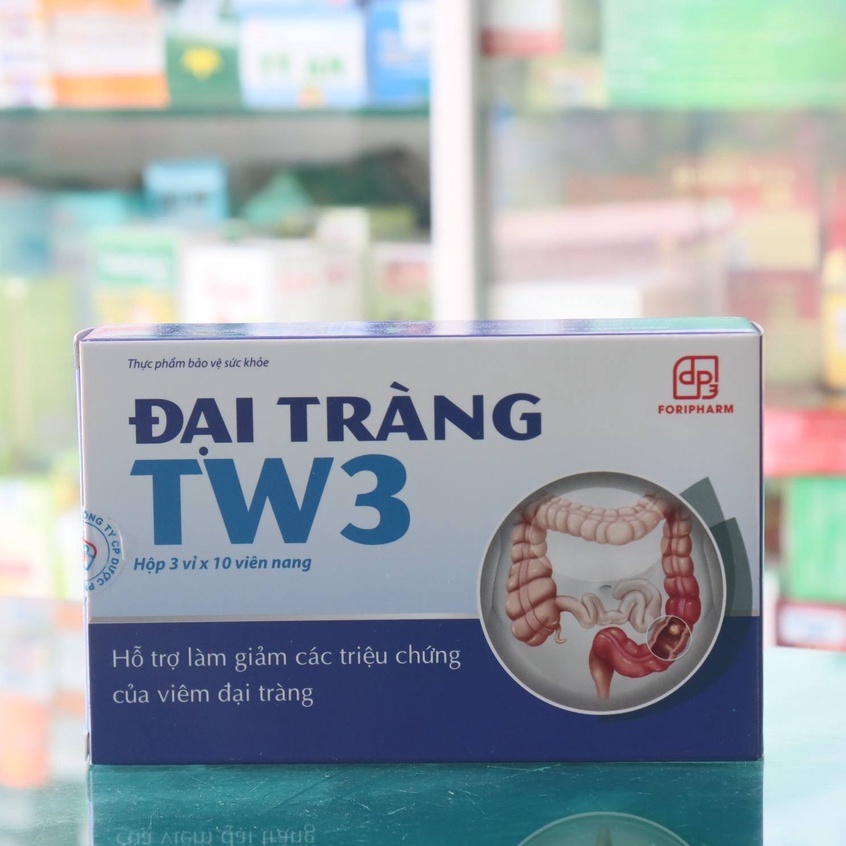 Thực phẩm bảo vệ sức khỏe
ĐẠI TRÀNG
TW3
Hộp 3 vỉ x 10 viên nang
dp3
FORIPHARM
Hỗ trợ làm giảm các triệu chứng
của viêm đại tràng